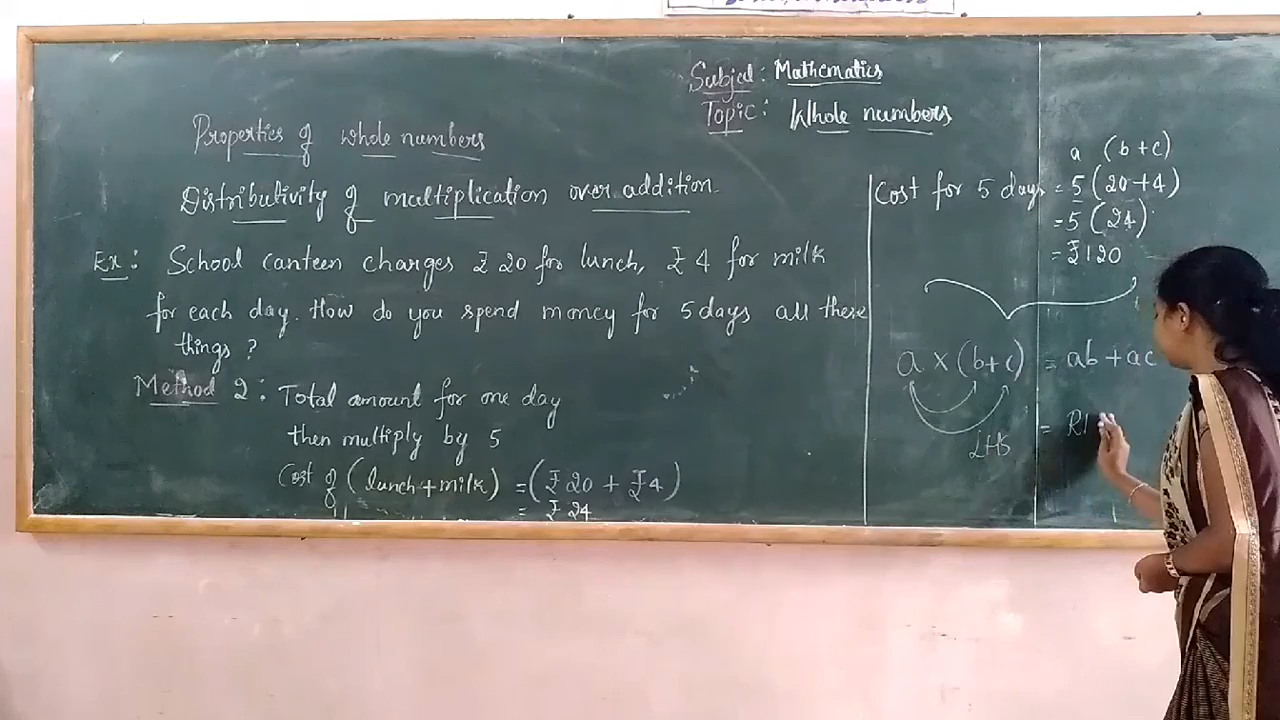 Subject: Mathematics
Topic: Whole numbers
Properties of whole numbers
Distributivity of multiplication over addition.
Ex: School canteen charges ₹ 20 for lunch, ₹ 4 for milk
for each day. How do you spend money for 5 days all these
things?
Method 2: Total amount for one day
then multiply by 5
Cost of (lunch+milk) = (₹ 20 + ₹ 4)
= ₹ 24
a (b+c)
Cost for 5 days = 5 (20+4)
= 5 (24)
= ₹120
a × (b+c) = ab + ac
LHS = RH